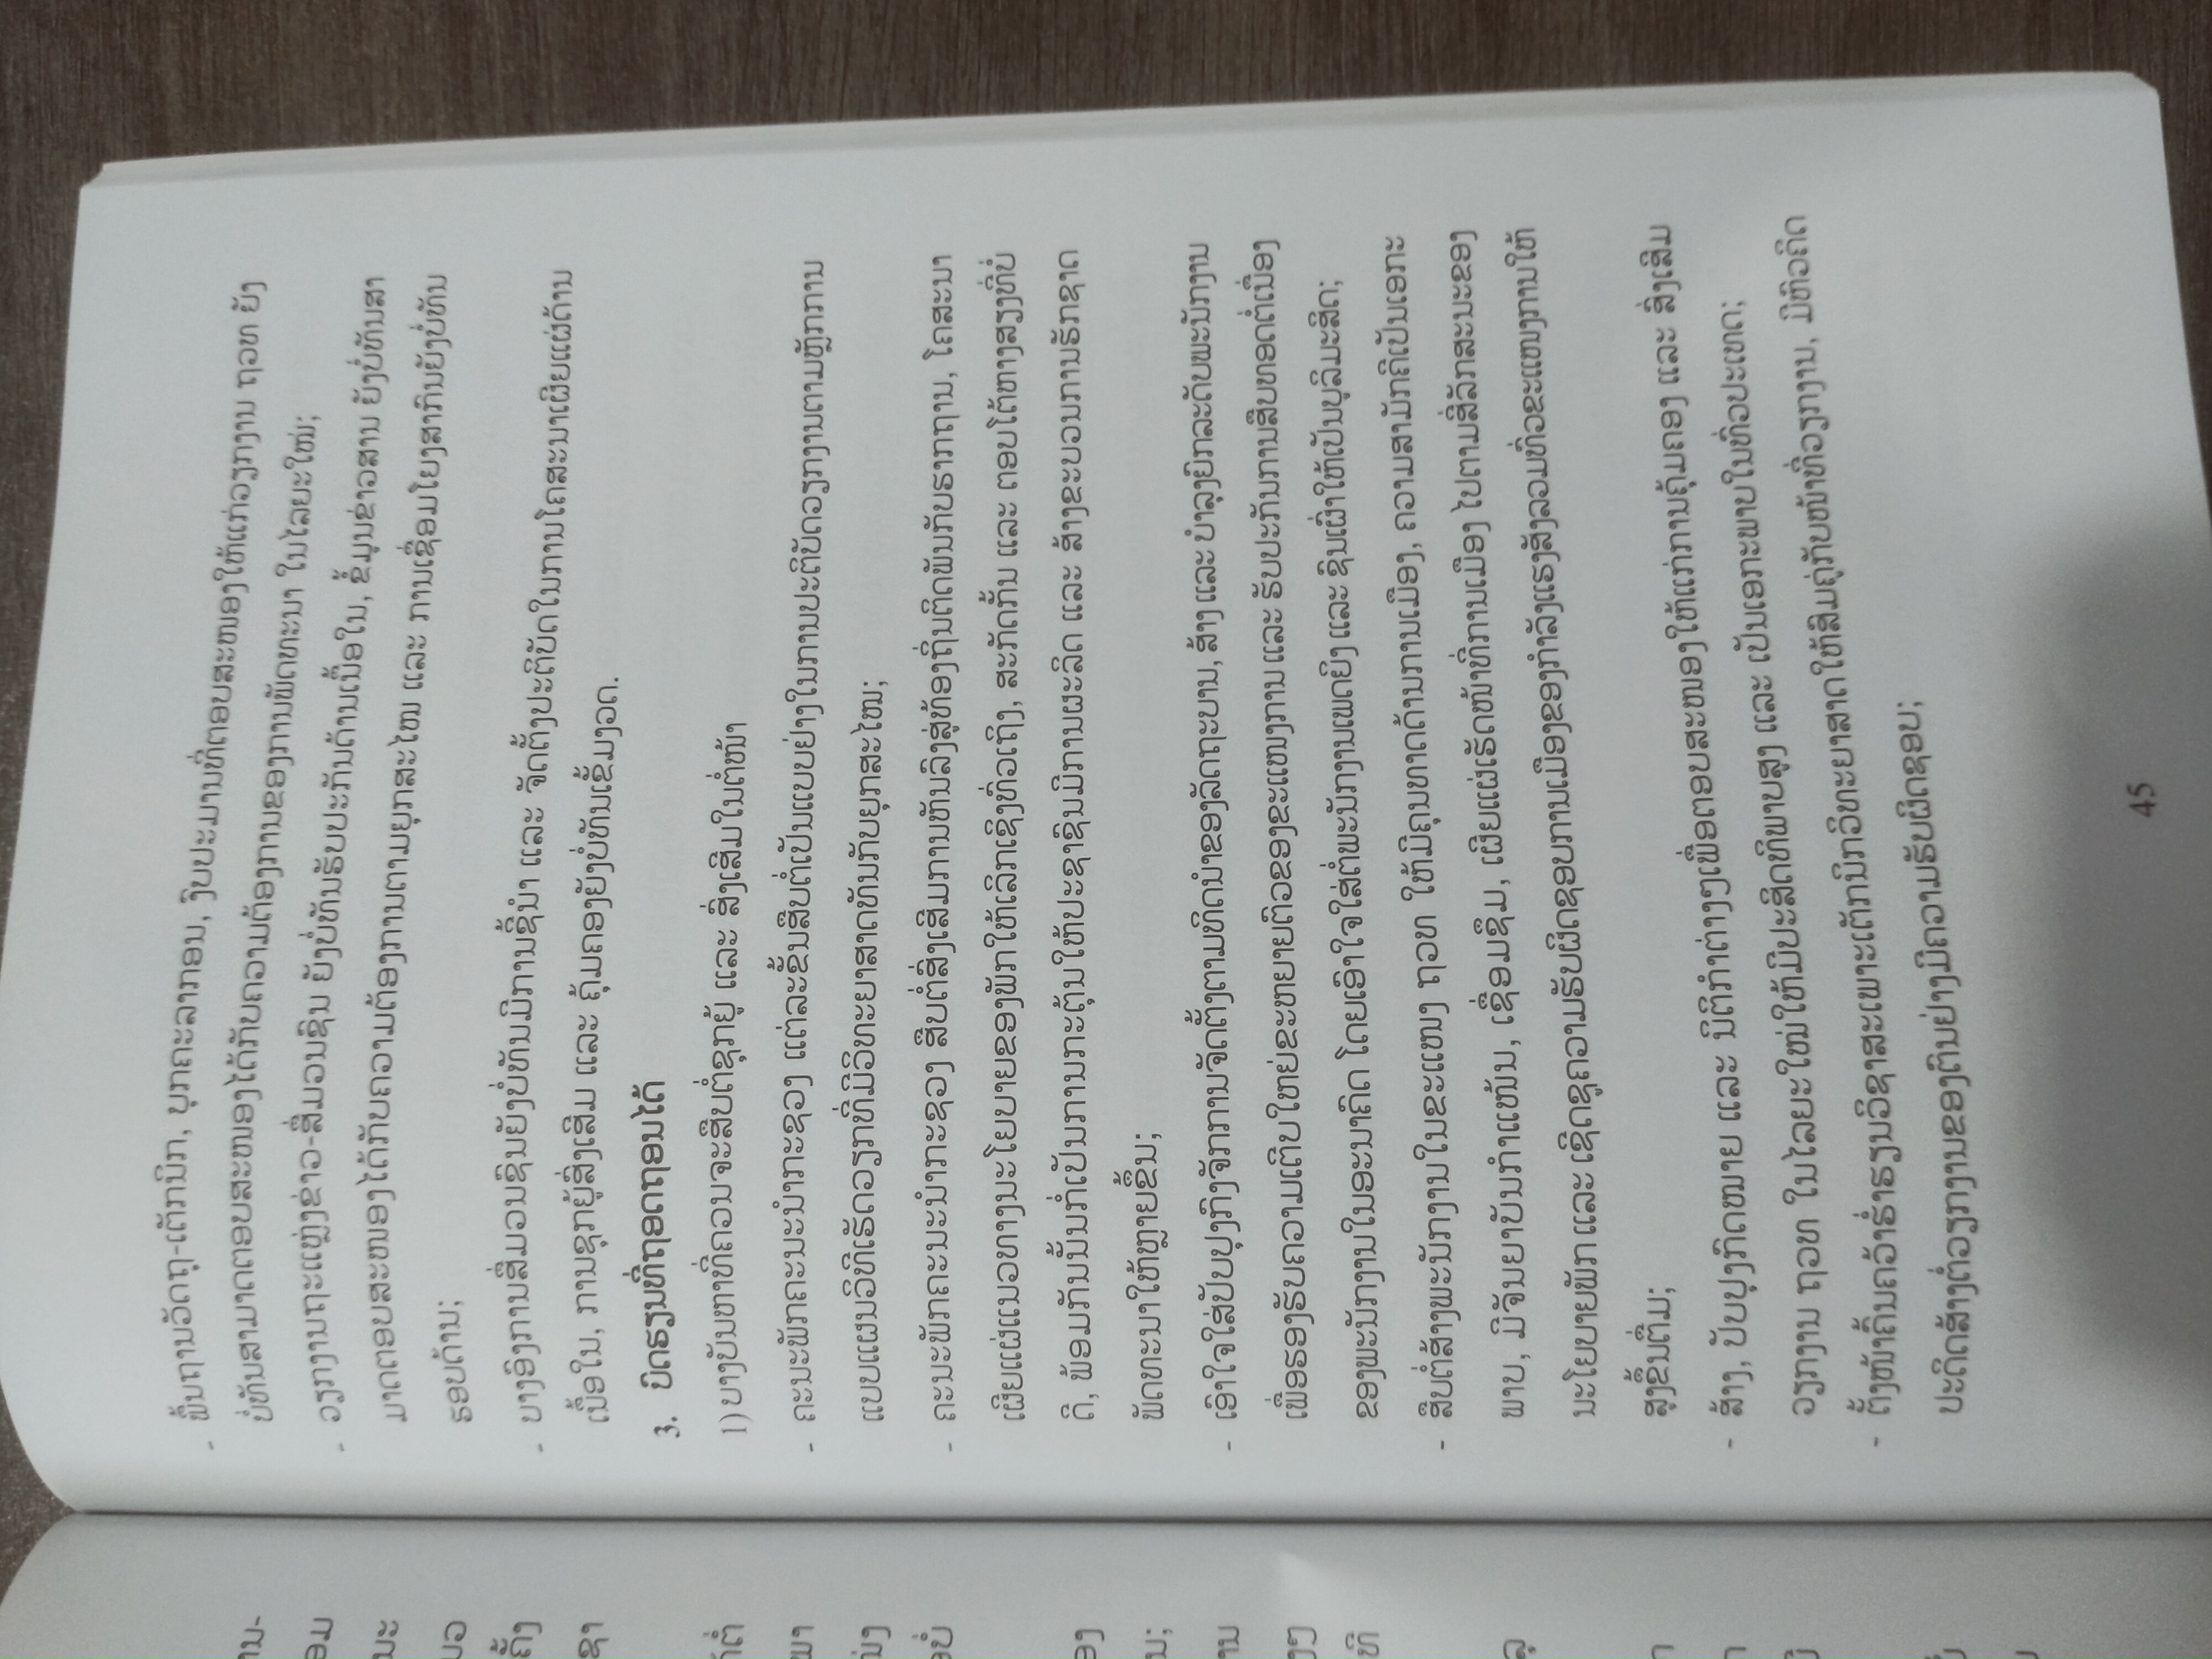 - ພື້ນຖານວັດຖຸ-ເຕັກນິກ, ບຸກຄະລາກອນ, ງົບປະມານທີ່ຕອບສະໜອງໃຫ້ແກ່ວຽກງານ ຖວທ ຍັງ
ບໍ່ທັນສາມາດຕອບສະໜອງໄດ້ກັບຄວາມຕ້ອງການຂອງການພັດທະນາ ໃນໄລຍະໃໝ່;
- ວຽກງານຖະແຫຼງຂ່າວ-ສື່ມວນຊົນ ຍັງບໍ່ທັນຮັບປະກັນດ້ານເນື້ອໃນ, ຂໍ້ມູນຂ່າວສານ ຍັງບໍ່ທັນສາ
ມາດຕອບສະໜອງໄດ້ກັບຄວາມຕ້ອງການຕາມຍຸກສະໄໝ ແລະ ການເຊື່ອມໂຍງສາກົນຍັງບໍ່ທັນ
ຮອບດ້ານ;
- ບາງອົງການສື່ມວນຊົນຍັງບໍ່ທັນມີການຊີ້ນໍາ ແລະ ຈັດຕັ້ງປະຕິບັດໃນການໂຄສະນາເຜີຍແຜ່ດ້ານ
ເນື້ອໃນ, ການຊຸກຍູ້ສົ່ງເສີມ ແລະ ຄຸ້ມຄອງຍັງບໍ່ທັນເຂັ້ມງວດ.
3. ບົດຮຽນທີ່ຖອດຖອນໄດ້
1) ບາງບັນຫາທີ່ຄວນຈະສືບຕໍ່ຊຸກຍູ້ ແລະ ສົ່ງເສີມໃນຕໍ່ໜ້າ
- ຄະນະພັກຄະນະນໍາກະຊວງ ແຕ່ລະຂັ້ນສືບຕໍ່ເປັນແບບຢ່າງໃນການປະຕິບັດວຽກງານຕາມຫຼັກການ
ແບບແຜນວິທີເຮັດວຽກທີ່ມີວິທະຍາສາດທັນກັບຍຸກສະໄໝ;
- ຄະນະພັກຄະນະນໍາກະຊວງ ສືບຕໍ່ສົ່ງເສີມການຫັນລົງສູ່ທ້ອງຖິ່ນຕິດພັນກັບຮາກຖານ, ໂຄສະນາ
ເຜີຍແຜ່ແນວທາງນະໂຍບາຍຂອງພັກໃຫ້ເລິກເຊິ່ງທົ່ວເຖິງ, ສະກັດກັ້ນ ແລະ ຕອບໂຕ້ຫາງສຽງທີ່ບໍ່
ດີ, ພ້ອມກັນນັ້ນກໍ່ເປັນການກະຕຸ້ນໃຫ້ປະຊາຊົນມີການຜະລິດ ແລະ ສ້າງຂະບວນການຮັກຊາດ
ພັດທະນາໃຫ້ຫຼາຍຂຶ້ນ;
- ເອົາໃຈໃສ່ປັບປຸງກົງຈັກການຈັດຕັ້ງຕາມທິດນໍາຂອງລັດຖະບານ, ສ້າງ ແລະ ບໍາລຸງຍົກລະດັບພະນັກງານ
ເພື່ອຮອງຮັບຄວາມເຕີບໃຫຍ່ຂະຫຍາຍຕົວຂອງຂະແໜງການ ແລະ ຮັບປະກັນການສືບທອດຕໍ່ເນື່ອງ
ຂອງພະນັກງານໃນອະນາຄົດ ໂດຍເອົາໃຈໃສ່ຕໍ່ພະນັກງານເພດຍິງ ແລະ ຊົນເຜົ່າໃຫ້ເປັນບູລິມະສິດ;
- ສືບຕໍ່ສ້າງພະນັກງານໃນຂະແໜງ ຖວທ ໃຫ້ມີຄຸນທາດດ້ານການເມືອງ, ຄວາມສາມັກຄີເປັນເອກະ
ພາບ, ມີຈັນຍາບັນກໍາແໜ້ນ, ເຊື່ອມຊຶມ, ເຜີຍແຜ່ເຮັດໜ້າທີ່ການເມືອງ ໄປຕາມສີ່ລັກສະນະຂອງ
ນະໂຍບາຍພັກ ແລະ ເຊີດຊູຄວາມຮັບຜິດຊອບການເມືອງຂອງກໍາລັງແຮງສັງລວມທົ່ວຂະແໜງການໃຫ້
ສູງຂຶ້ນຕື່ມ;
- ສ້າງ, ປັບປຸງກົດໝາຍ ແລະ ນິຕິກໍາຕ່າງໆເພື່ອຕອບສະໜອງໃຫ້ແກ່ການຄຸ້ມຄອງ ແລະ ສົ່ງເສີມ
ວຽກງານ ຖວທ ໃນໄລຍະໃໝ່ໃຫ້ມີປະສິດທິພາບສູງ ແລະ ເປັນເອກະພາບໃນທົ່ວປະເທດ;
- ຕັ້ງໜ້າຄົ້ນຄວ້າຮໍ່າຮຽນວິຊາສະເພາະເຕັກນິກວິທະຍາສາດໃຫ້ສົມຄູ່ກັບໜ້າທີ່ວຽກງານ, ມີຫົວຄິດ
ປະດິດສ້າງຕໍ່ວຽກງານຂອງຕົນຢ່າງມີຄວາມຮັບຜິດຊອບ;
45